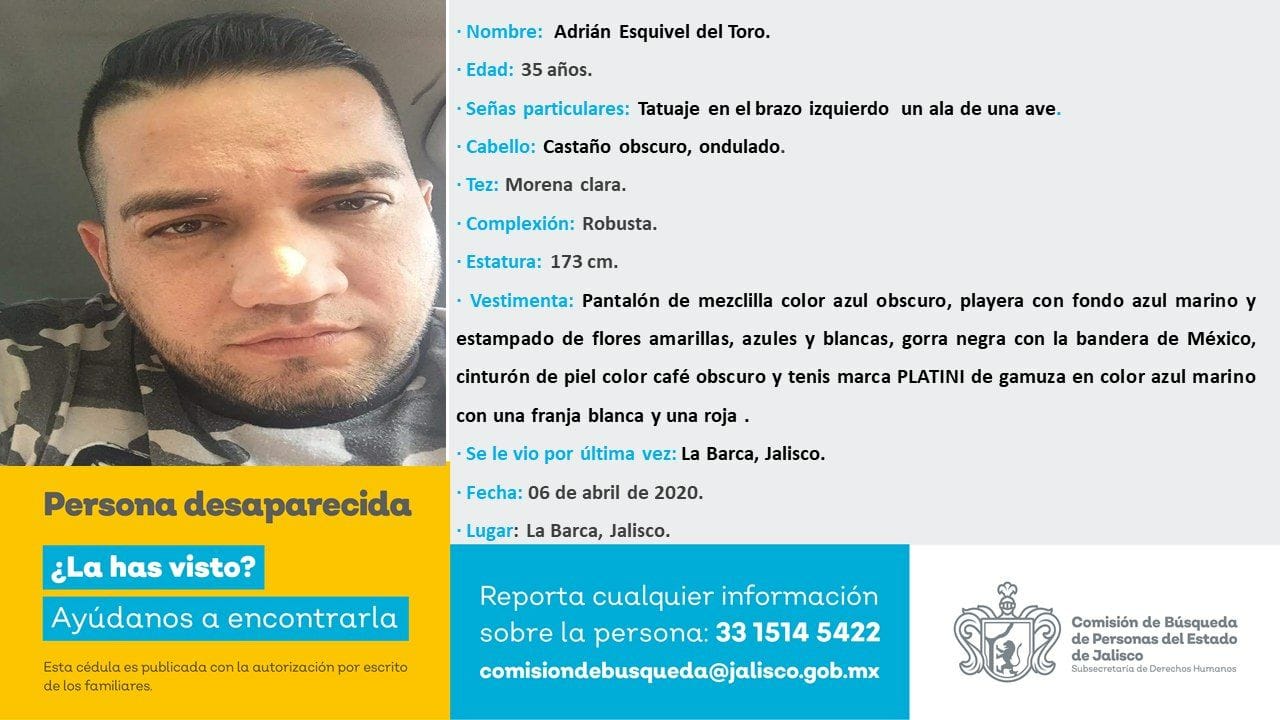 · Nombre: Adrián Esquivel del Toro.
· Edad: 35 años.
· Señas particulares: Tatuaje en el brazo izquierdo un ala de una ave.
· Cabello: Castaño obscuro, ondulado.
· Tez: Morena clara.
· Complexión: Robusta.
· Estatura: 173 cm.
· Vestimenta: Pantalón de mezclilla color azul obscuro, playera con fondo azul marino y
estampado de flores amarillas, azules y blancas, gorra negra con la bandera de México,
cinturón de piel color café obscuro y tenis marca PLATINI de gamuza en color azul marino
con una franja blanca y una roja .
· Se le vio por última vez: La Barca, Jalisco.
· Fecha: 06 de abril de 2020.
· Lugar: La Barca, Jalisco.
Persona desaparecida
¿La has visto?
Ayúdanos a encontrarla
Esta cédula es publicada con la autorización por escrito
de los familiares.
Reporta cualquier información
sobre la persona: 33 1514 5422
comisiondebusqueda@jalisco.gob.mx
Comisión de Búsqueda
de Personas del Estado
de Jalisco
Subsecretaría de Derechos Humanos